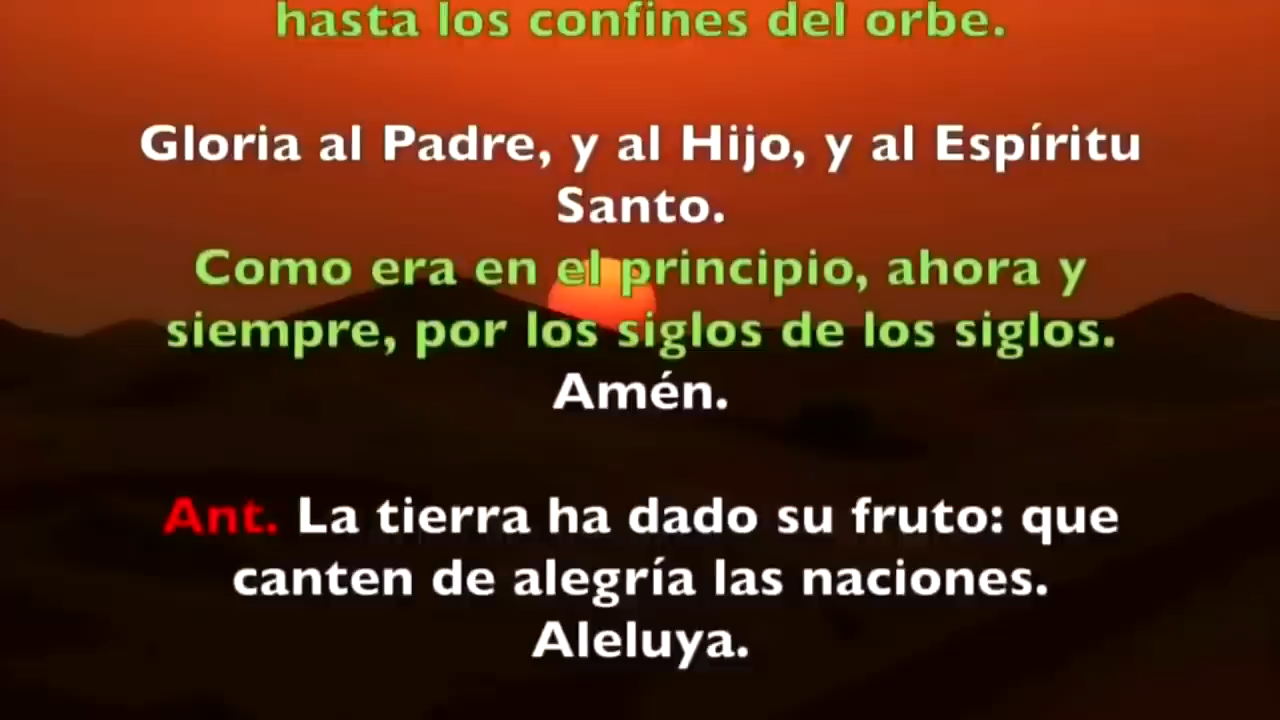 hasta los confines del orbe.
Gloria al Padre, y al Hijo, y al Espíritu
Santo.
Como era en el principio, ahora y
siempre, por los siglos de los siglos.
Amén.
Ant. La tierra ha dado su fruto: que
canten de alegría las naciones.
Aleluya.